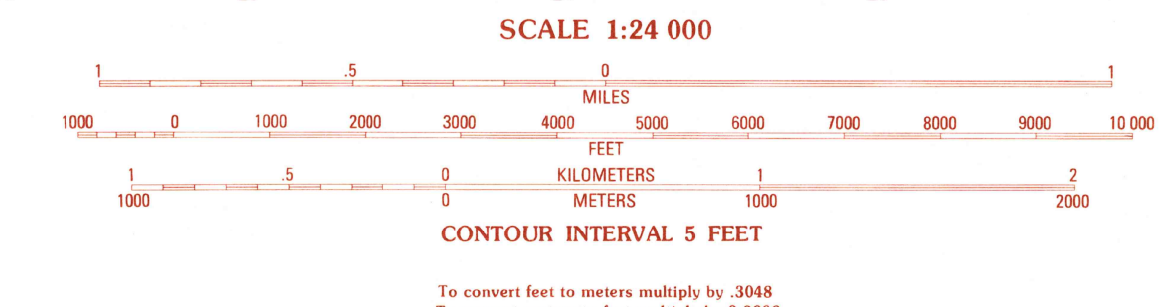 SCALE 1:24 000
1 .5 0 1
MILES
1000 0 1000 2000 3000 4000 5000 6000 7000 8000 9000 10 000
FEET
1 .5 0 KILOMETERS 1 2
1000 0 METERS 1000 2000
CONTOUR INTERVAL 5 FEET
To convert feet to meters multiply by .3048